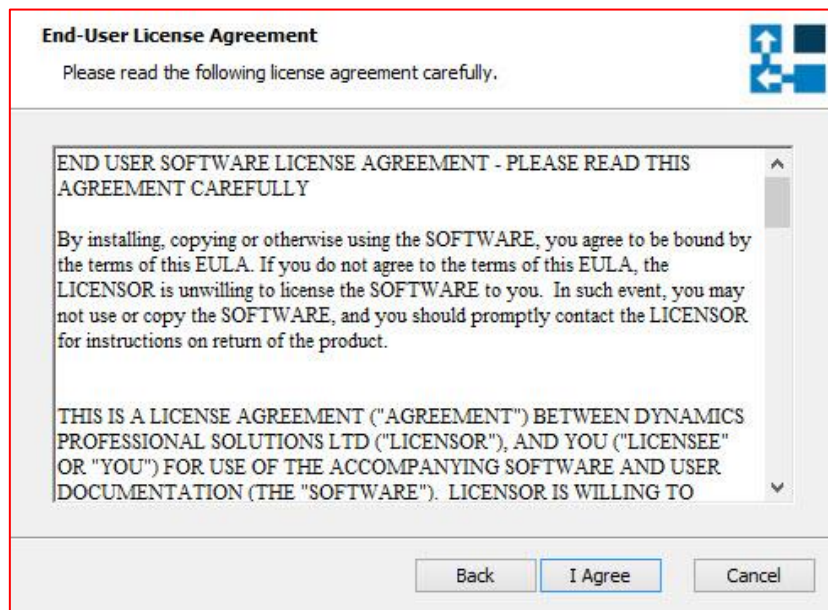 End-User License Agreement
Please read the following license agreement carefully.
END USER SOFTWARE LICENSE AGREEMENT - PLEASE READ THIS
AGREEMENT CAREFULLY
By installing, copying or otherwise using the SOFTWARE, you agree to be bound by
the terms of this EULA. If you do not agree to the terms of this EULA, the
LICENSOR is unwilling to license the SOFTWARE to you.  In such event, you may
not use or copy the SOFTWARE, and you should promptly contact the LICENSOR
for instructions on return of the product.
THIS IS A LICENSE AGREEMENT ("AGREEMENT") BETWEEN DYNAMICS
PROFESSIONAL SOLUTIONS LTD ("LICENSOR"), AND YOU ("LICENSEE"
OR "YOU") FOR USE OF THE ACCOMPANYING SOFTWARE AND USER
DOCUMENTATION (THE "SOFTWARE").  LICENSOR IS WILLING TO
Back
I Agree
Cancel